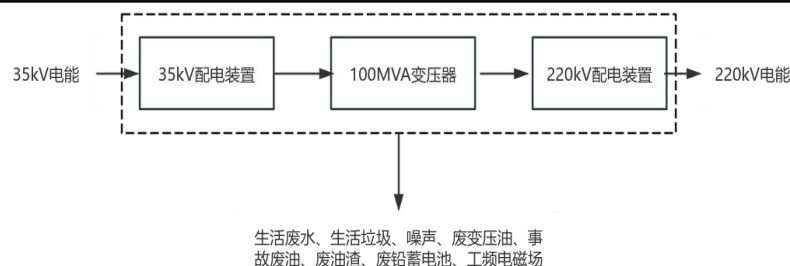 35kV电能
35kV配电装置
100MVA变压器
220kV配电装置
220kV电能
生活废水、生活垃圾、噪声、废变压油、事
故废油、废油渣、废铅蓄电池、工频电磁场